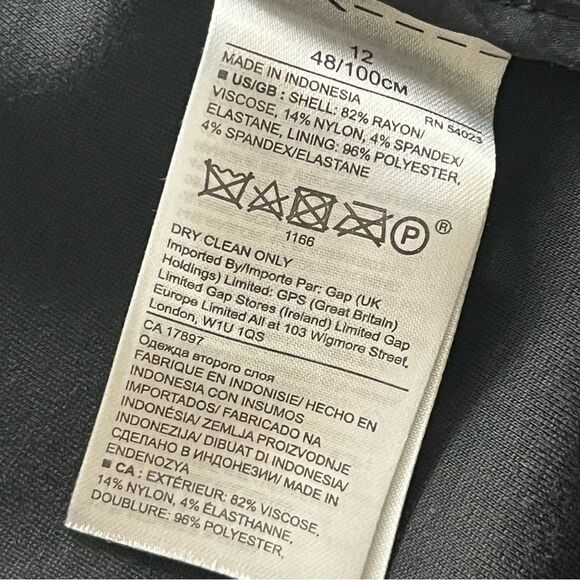 12
48/100CM
MADE IN INDONESIA
RN 54023
■ US/GB : SHELL: 82% RAYON/
VISCOSE, 14% NYLON, 4% SPANDEX/
ELASTANE, LINING: 96% POLYESTER,
4% SPANDEX/ELASTANE
P ®
1166
DRY CLEAN ONLY
Imported By/Importe Par: Gap (UK
Holdings) Limited: GPS (Great Britain)
Limited Gap Stores (Ireland) Limited Gap
Europe Limited All at 103 Wigmore Street,
London, W1U 1QS
CA 17897
Одежда второго слоя
FABRIQUE EN INDONISIE/ HECHO EN
INDONESIA CON INSUMOS
IMPORTADOS/ FABRICADO NA
INDONÉSIA/ ZEMLJA PROIZVODNJE
INDONEZIJA/ DIBUAT DI INDONESIA/
СДЕЛАНО В ИНДОНЕЗИИ/ MADE IN
ENDENOZYA
■ CA : EXTÉRIEUR: 82% VISCOSE,
14% NYLON, 4% ÉLASTHANNE,
DOUBLURE: 96% POLYESTER,